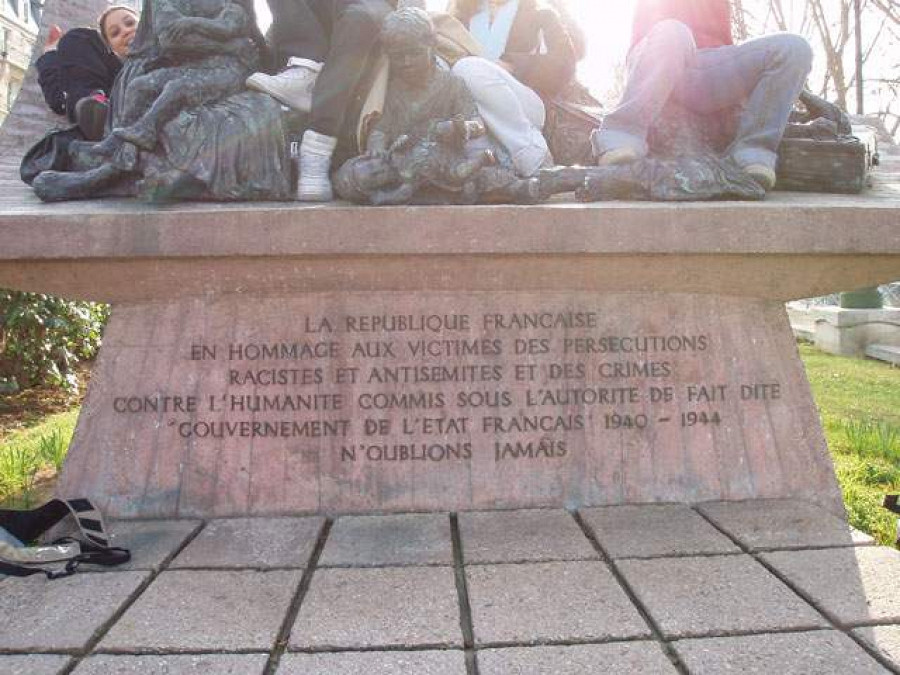 LA REPUBLIQUE FRANCAISE
EN HOMMAGE AUX VICTIMES DES PERSECUTIONS
RACISTES ET ANTISEMITES ET DES CRIMES
CONTRE L'HUMANITE COMMIS SOUS L'AUTORITE DE FAIT DITE
"GOUVERNEMENT DE L'ETAT FRANCAIS" 1940 - 1944
N'OUBLIONS JAMAIS